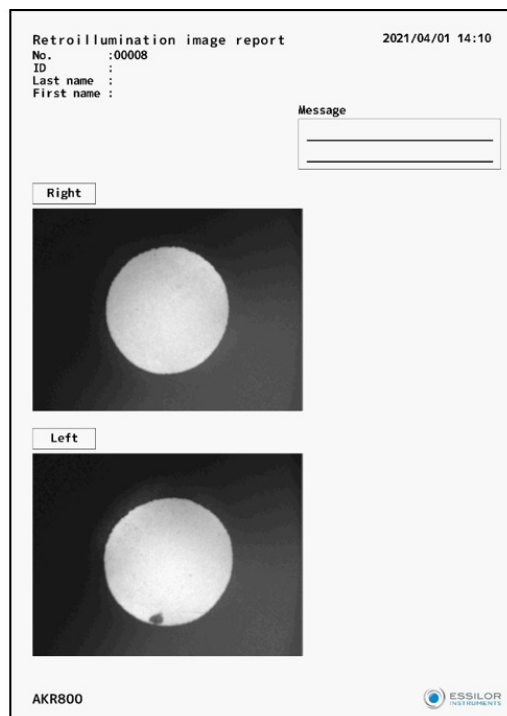 Retroillumination image report
2021/04/01 14:10
No. :00008
ID :
Last name :
First name :
Message
Right
Left
AKR800
ESSILOR
INSTRUMENTS